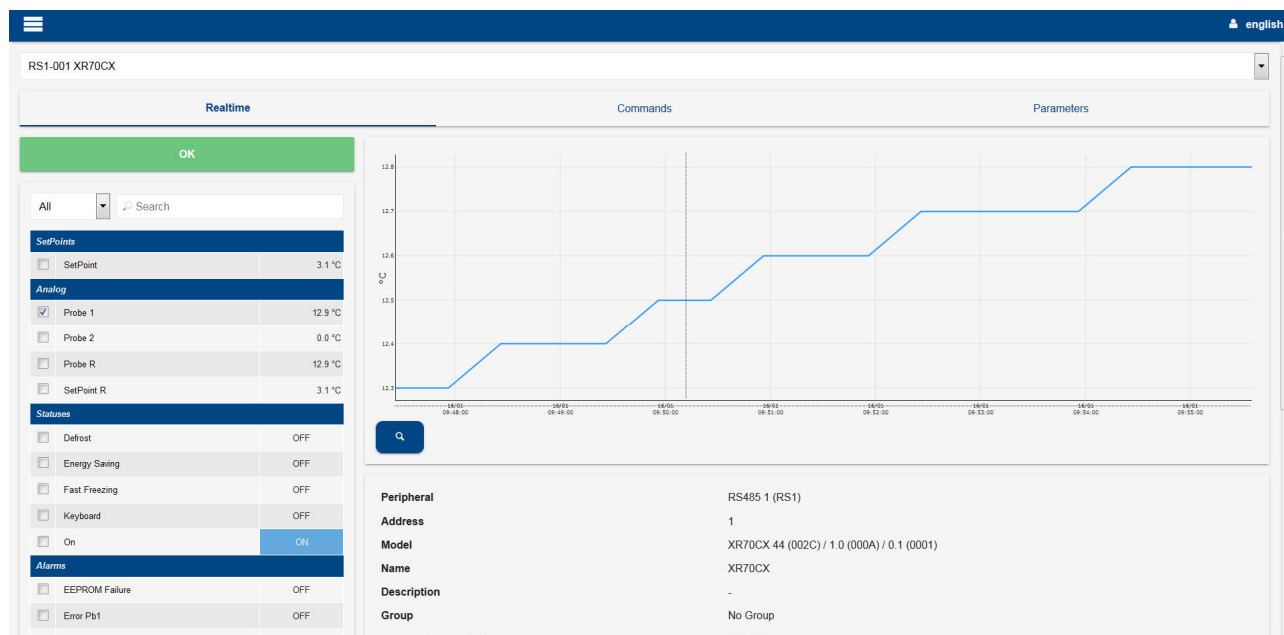 english
RS1-001 XR70CX
Realtime Commands Parameters
OK
All Search
SetPoints
SetPoint 3.1 °C
Analog
Probe 1 12.9 °C
Probe 2 0.0 °C
Probe R 12.9 °C
SetPoint R 3.1 °C
Statuses
Defrost OFF
Energy Saving OFF
Fast Freezing OFF
Keyboard OFF
On ON
Alarms
EEPROM Failure OFF
Error Pb1 OFF
12.8
12.7
12.6
°C
12.5
12.4
12.3
16/01 16/01 16/01 16/01 16/01 16/01 16/01 16/01
09:48:00 09:49:00 09:50:00 09:51:00 09:52:00 09:53:00 09:54:00 09:55:00
Peripheral RS485 1 (RS1)
Address 1
Model XR70CX 44 (002C) / 1.0 (000A) / 0.1 (0001)
Name XR70CX
Description -
Group No Group